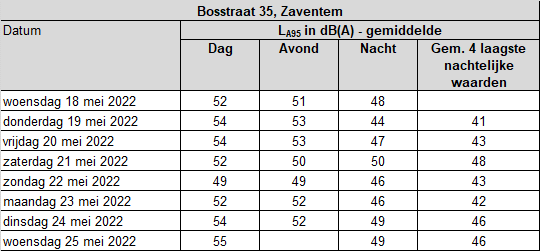 Bosstraat 35, Zaventem
Datum
LA95 in dB(A) - gemiddelde
Dag Avond Nacht Gem. 4 laagste
nachtelijke
waarden
woensdag 18 mei 2022 52 51 48
donderdag 19 mei 2022 54 53 44 41
vrijdag 20 mei 2022 54 53 47 43
zaterdag 21 mei 2022 52 50 50 48
zondag 22 mei 2022 49 49 46 43
maandag 23 mei 2022 52 52 46 42
dinsdag 24 mei 2022 54 52 49 46
woensdag 25 mei 2022 55 49 46